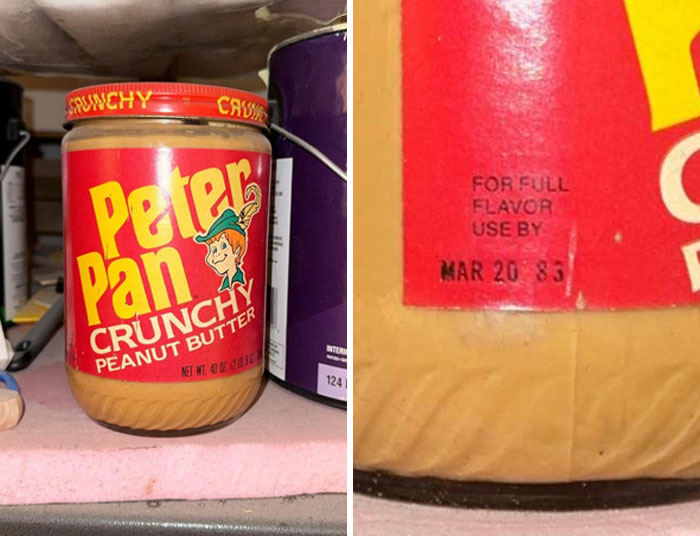 CRUNCHY CRUNCHY
Peter
Pan
CRUNCHY
PEANUT BUTTER
NET WT. 40 OZ.
124
FOR FULL
FLAVOR
USE BY
MAR 20 83